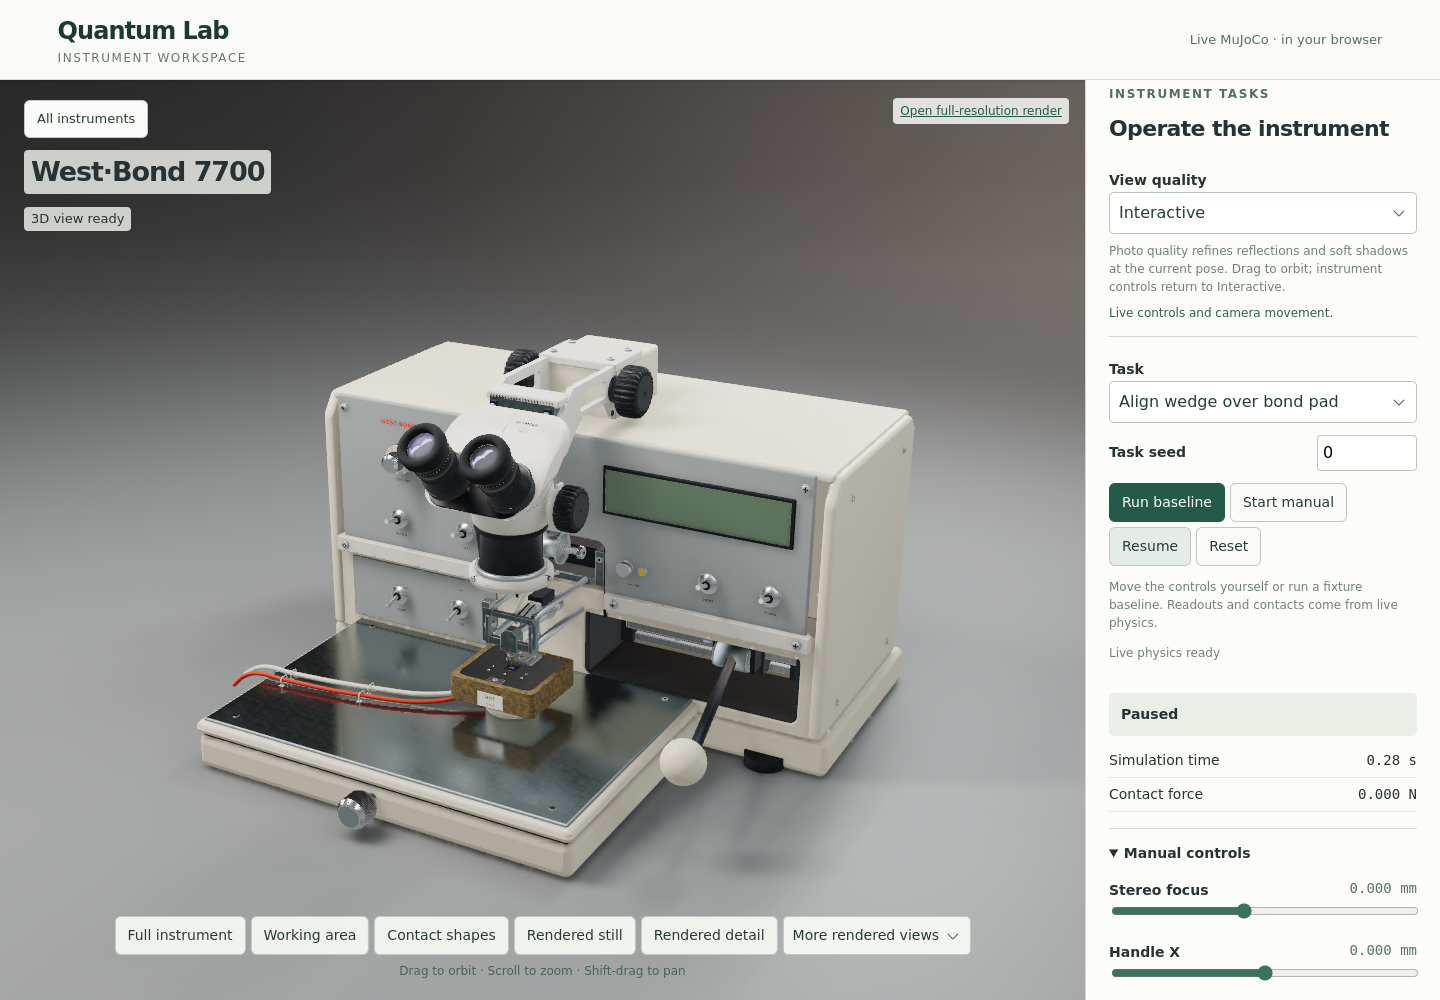 Quantum Lab
INSTRUMENT WORKSPACE
Live MuJoCo · in your browser
All instruments
Open full-resolution render
West·Bond 7700
3D view ready
WEST·BOND
Full instrument
Working area
Contact shapes
Rendered still
Rendered detail
More rendered views
Drag to orbit · Scroll to zoom · Shift-drag to pan
INSTRUMENT TASKS
Operate the instrument
View quality
Interactive
Photo quality refines reflections and soft shadows
at the current pose. Drag to orbit; instrument
controls return to Interactive.
Live controls and camera movement.
Task
Align wedge over bond pad
Task seed
0
Run baseline
Start manual
Resume
Reset
Move the controls yourself or run a fixture
baseline. Readouts and contacts come from live
physics.
Live physics ready
Paused
Simulation time 0.28 s
Contact force 0.000 N
▼ Manual controls
Stereo focus 0.000 mm
Handle X 0.000 mm